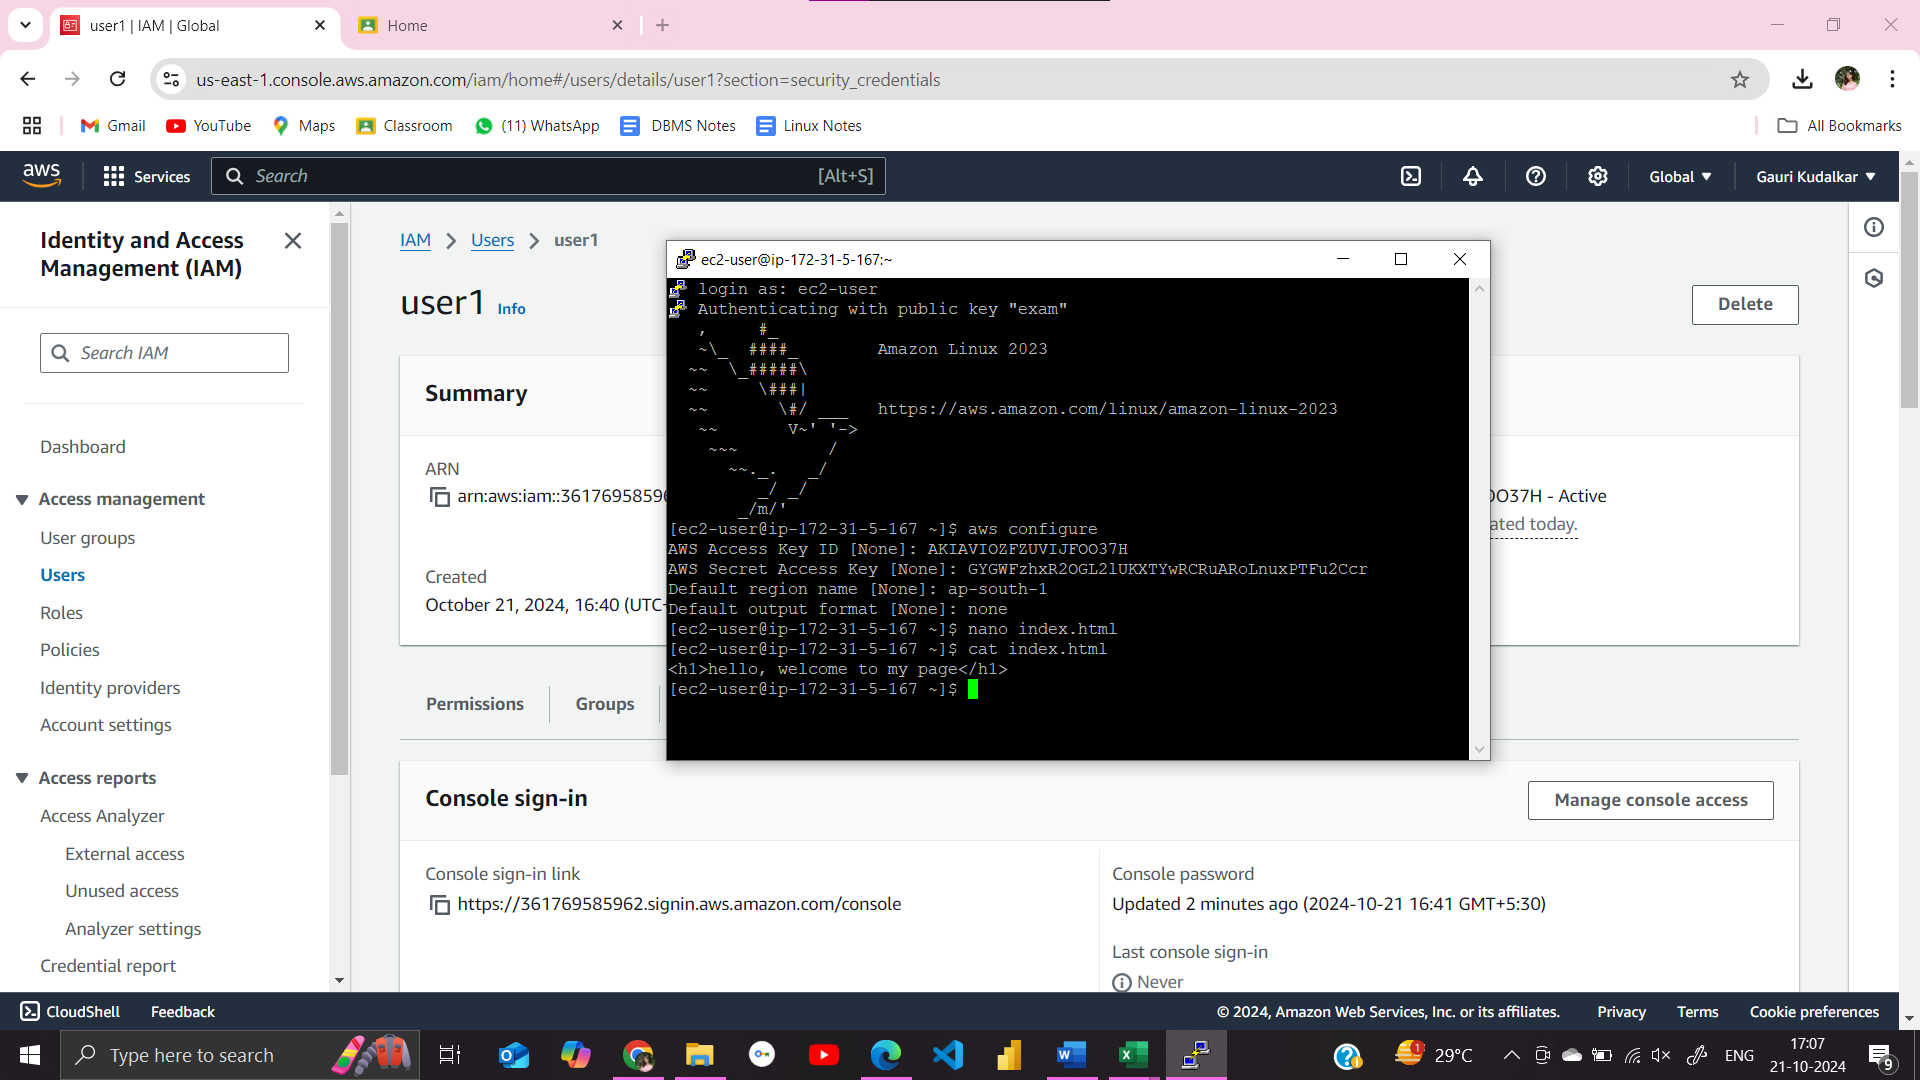 user1 | IAM | Global
Home
us-east-1.console.aws.amazon.com/iam/home#/users/details/user1?section=security_credentials
Gmail
YouTube
Maps
Classroom
(11) WhatsApp
DBMS Notes
Linux Notes
All Bookmarks
aws
Services
Search
[Alt+S]
Global
Gauri Kudalkar
Identity and Access
Management (IAM)
Search IAM
Dashboard
Access management
User groups
Users
Roles
Policies
Identity providers
Account settings
Access reports
Access Analyzer
External access
Unused access
Analyzer settings
Credential report
IAM
Users
user1
user1 Info
Delete
Summary
ARN
arn:aws:iam::36176958596
Created
October 21, 2024, 16:40 (UTC+
OO37H - Active
ated today.
ec2-user@ip-172-31-5-167:~
login as: ec2-user
Authenticating with public key "exam"
   ,     #_
   ~\_  ####_        Amazon Linux 2023
  ~~  \_#####\
  ~~     \###|
  ~~       \#/ ___   https://aws.amazon.com/linux/amazon-linux-2023
   ~~       V~' '->
    ~~~         /
      ~~._.   _/
         _/ _/
       _/m/'
[ec2-user@ip-172-31-5-167 ~]$ aws configure
AWS Access Key ID [None]: AKIAVIOZFZUVIJFOO37H
AWS Secret Access Key [None]: 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
Default region name [None]: ap-south-1
Default output format [None]: none
[ec2-user@ip-172-31-5-167 ~]$ nano index.html
[ec2-user@ip-172-31-5-167 ~]$ cat index.html
<h1>hello, welcome to my page</h1>
[ec2-user@ip-172-31-5-167 ~]$
Permissions
Groups
Console sign-in
Manage console access
Console sign-in link
https://361769585962.signin.aws.amazon.com/console
Console password
Updated 2 minutes ago (2024-10-21 16:41 GMT+5:30)
Last console sign-in
Never
CloudShell
Feedback
© 2024, Amazon Web Services, Inc. or its affiliates.
Privacy
Terms
Cookie preferences
Type here to search
1
29°C
ENG
17:07
21-10-2024
9